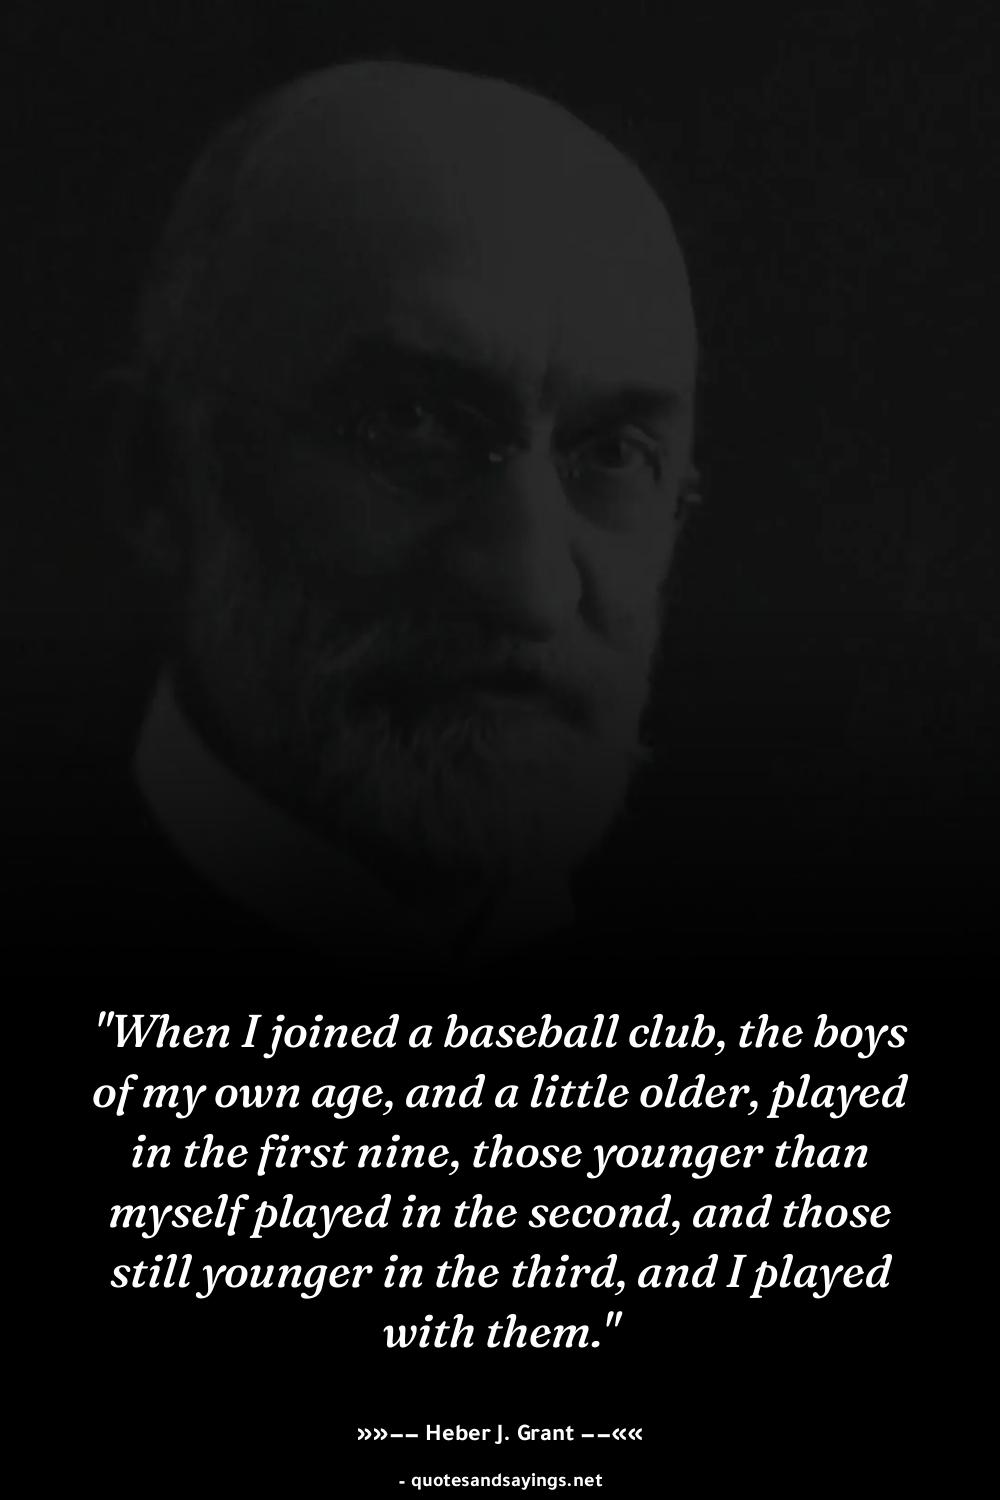 "When I joined a baseball club, the boys
of my own age, and a little older, played
in the first nine, those younger than
myself played in the second, and those
still younger in the third, and I played
with them."
»»−− Heber J. Grant −−««
- quotesandsayings.net